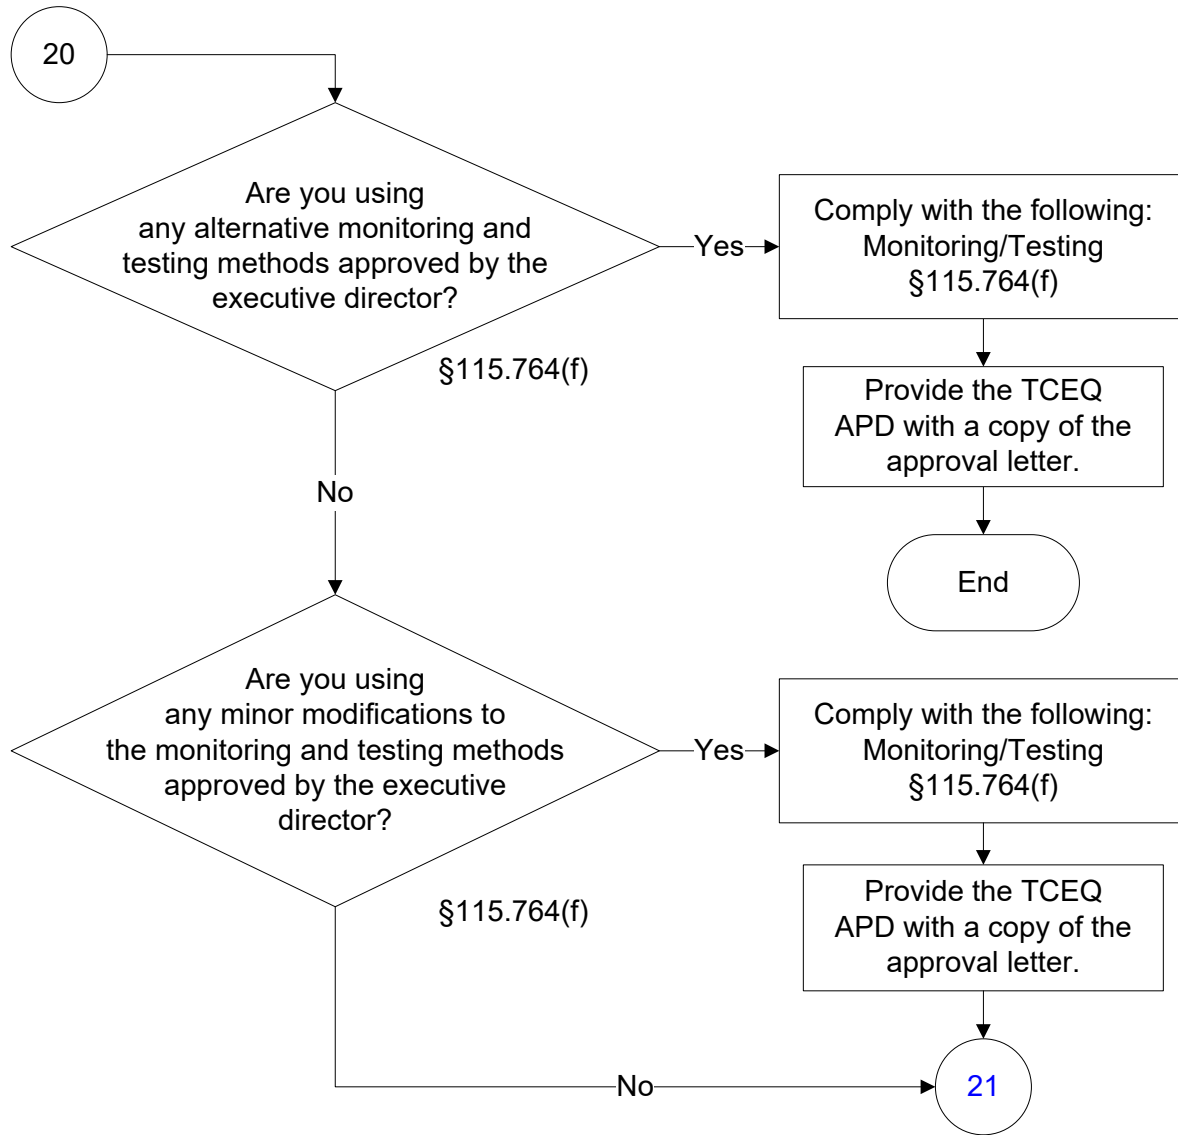 20
Are you using
any alternative monitoring and
testing methods approved by the
executive director?
§115.764(f)
Yes
Comply with the following:
Monitoring/Testing
§115.764(f)
Provide the TCEQ
APD with a copy of the
approval letter.
End
No
Are you using
any minor modifications to
the monitoring and testing methods
approved by the executive
director?
§115.764(f)
Yes
Comply with the following:
Monitoring/Testing
§115.764(f)
Provide the TCEQ
APD with a copy of the
approval letter.
No
21